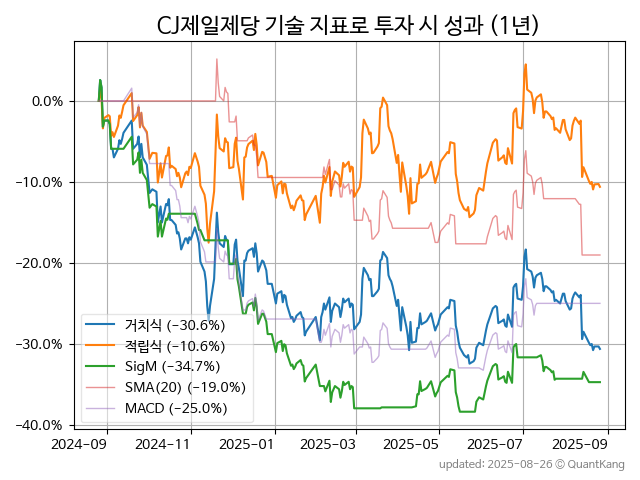 CJ제일제당 기술 지표로 투자 시 성과 (1년)
0.0%
−10.0%
−20.0%
−30.0%
−40.0%
거치식 (−30.6%)
적립식 (−10.6%)
SigM (−34.7%)
SMA(20) (−19.0%)
MACD (−25.0%)
2024-09 2024-11 2025-01 2025-03 2025-05 2025-07 2025-09
updated: 2025-08-26 © QuantKang